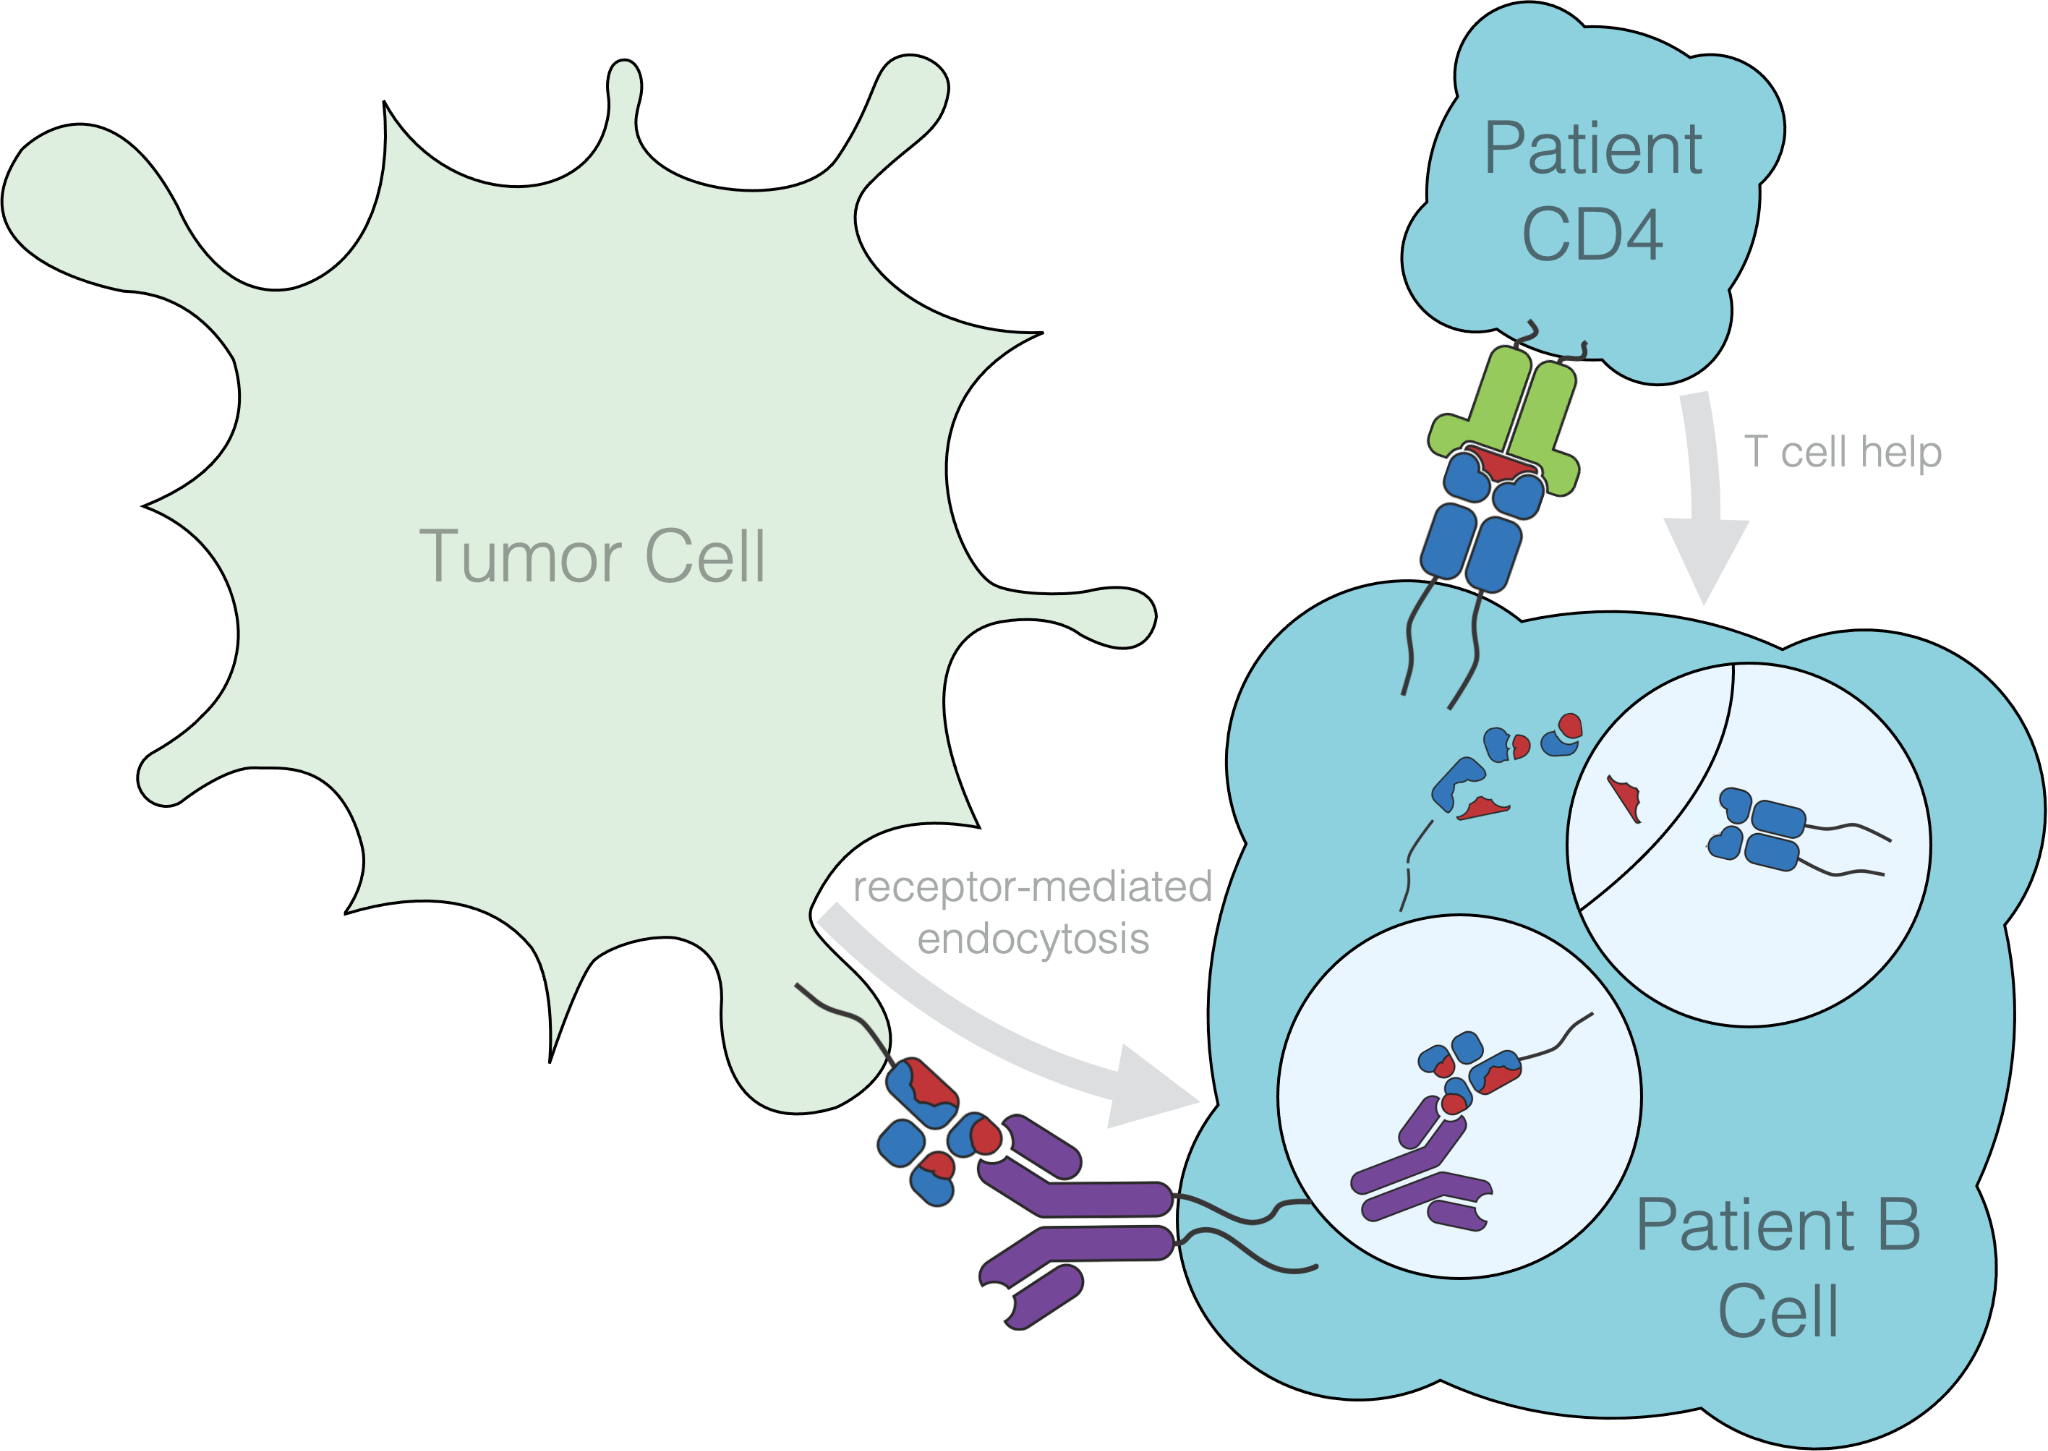 Patient
CD4
T cell help
Tumor Cell
receptor-mediated
endocytosis
Patient B
Cell